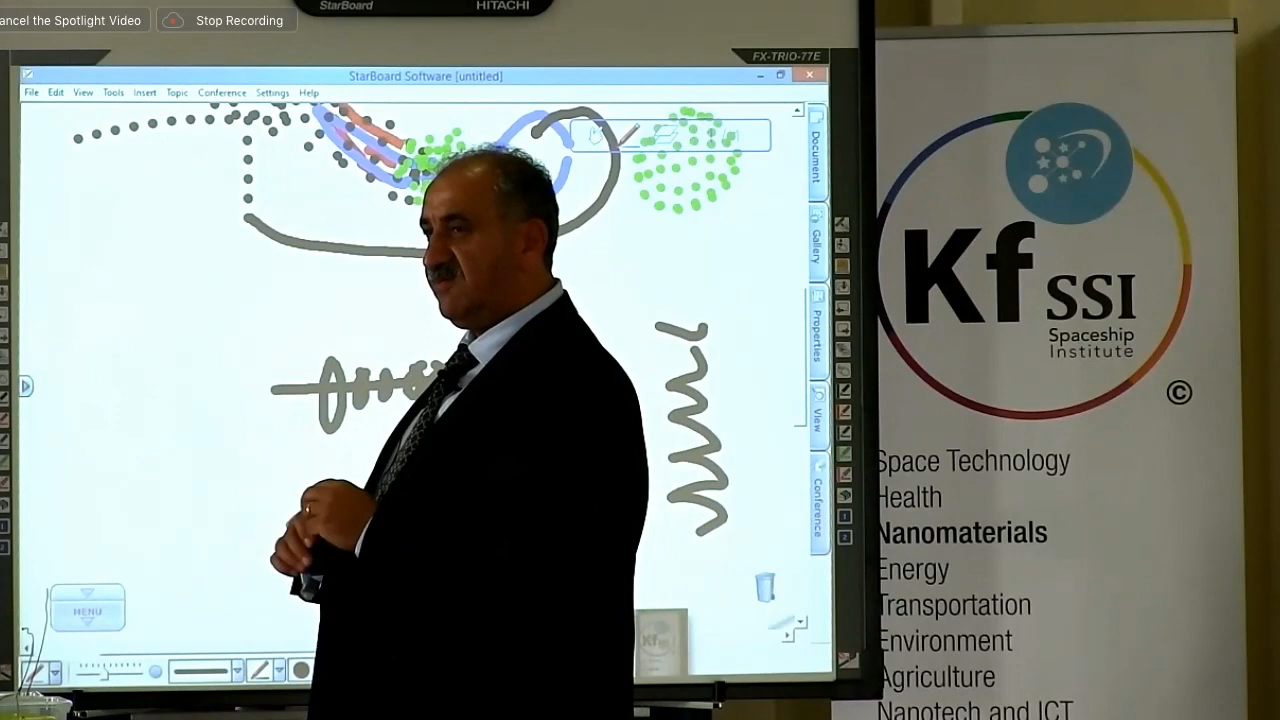 ancel the Spotlight Video
Stop Recording
StarBoard
HITACHI
FX-TRIO-77E
StarBoard Software [untitled]
File Edit View Tools Insert Topic Conference Settings Help
Document
Gallery
Properties
View
Conference
MENU
Kf SSI
Spaceship
Institute
©
Space Technology
Health
Nanomaterials
Energy
Transportation
Environment
Agriculture
Nanotech and ICT
Kf SSI